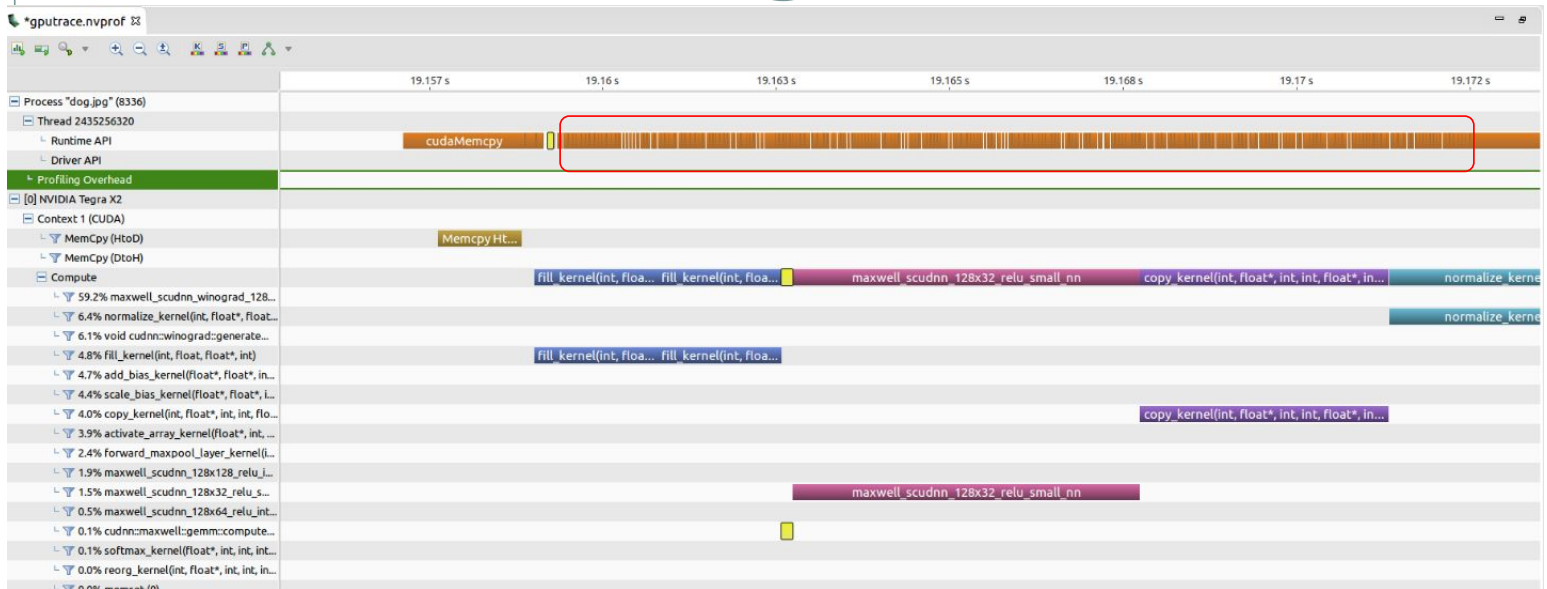 *gputrace.nvprof
19.157 s 19.16 s 19.163 s 19.165 s 19.168 s 19.17 s 19.172 s
Process "dog.jpg" (8336)
Thread 2435256320
Runtime API cudaMemcpy
Driver API
Profiling Overhead
[0] NVIDIA Tegra X2
Context 1 (CUDA)
MemCpy (HtoD) Memcpy Ht...
MemCpy (DtoH)
Compute fill_kernel(int, floa... fill_kernel(int, floa... maxwell_scudnn_128x32_relu_small_nn copy_kernel(int, float*, int, int, float*, in... normalize_kerne
59.2% maxwell_scudnn_winograd_128...
6.4% normalize_kernel(int, float*, float... normalize_kerne
6.1% void cudnn::winograd::generate...
4.8% fill_kernel(int, float, float*, int) fill_kernel(int, floa... fill_kernel(int, floa...
4.7% add_bias_kernel(float*, float*, in...
4.4% scale_bias_kernel(float*, float*, i...
4.0% copy_kernel(int, float*, int, int, flo... copy_kernel(int, float*, int, int, float*, in...
3.9% activate_array_kernel(float*, int, ...
2.4% forward_maxpool_layer_kernel(i...
1.9% maxwell_scudnn_128x128_relu_i...
1.5% maxwell_scudnn_128x32_relu_s... maxwell_scudnn_128x32_relu_small_nn
0.5% maxwell_scudnn_128x64_relu_int...
0.1% cudnn::maxwell::gemm::compute...
0.1% softmax_kernel(float*, int, int, int...
0.0% reorg_kernel(int, float*, int, int, in...